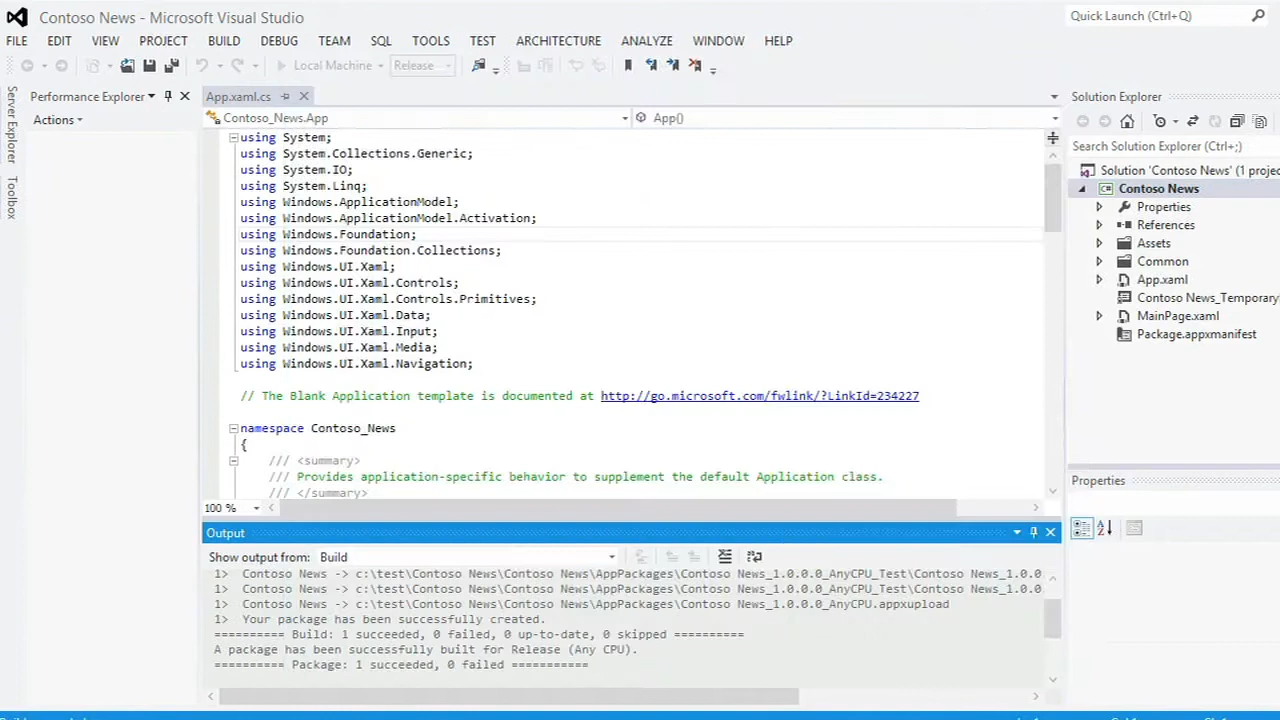 Contoso News - Microsoft Visual Studio
Quick Launch (Ctrl+Q)
FILE EDIT VIEW PROJECT BUILD DEBUG TEAM SQL TOOLS TEST ARCHITECTURE ANALYZE WINDOW HELP
Local Machine Release
Server Explorer
Toolbox
Performance Explorer
Actions
App.xaml.cs
Contoso_News.App
App()
using System;
using System.Collections.Generic;
using System.IO;
using System.Linq;
using Windows.ApplicationModel;
using Windows.ApplicationModel.Activation;
using Windows.Foundation;
using Windows.Foundation.Collections;
using Windows.UI.Xaml;
using Windows.UI.Xaml.Controls;
using Windows.UI.Xaml.Controls.Primitives;
using Windows.UI.Xaml.Data;
using Windows.UI.Xaml.Input;
using Windows.UI.Xaml.Media;
using Windows.UI.Xaml.Navigation;
// The Blank Application template is documented at http://go.microsoft.com/fwlink/?LinkId=234227
namespace Contoso_News
{
/// <summary>
/// Provides application-specific behavior to supplement the default Application class.
/// </summary>
100 %
Output
Show output from: Build
1> Contoso News -> c:\test\Contoso News\Contoso News\AppPackages\Contoso News_1.0.0.0_AnyCPU_Test\Contoso News_1.0.0
1> Contoso News -> c:\test\Contoso News\Contoso News\AppPackages\Contoso News_1.0.0.0_AnyCPU_Test\Contoso News_1.0.0
1> Contoso News -> c:\test\Contoso News\Contoso News\AppPackages\Contoso News_1.0.0.0_AnyCPU.appxupload
1> Your package has been successfully created.
========== Build: 1 succeeded, 0 failed, 0 up-to-date, 0 skipped ==========
A package has been successfully built for Release (Any CPU).
========== Package: 1 succeeded, 0 failed ===========
Solution Explorer
Search Solution Explorer (Ctrl+;)
Solution 'Contoso News' (1 projec
Contoso News
Properties
References
Assets
Common
App.xaml
Contoso News_Temporary
MainPage.xaml
Package.appxmanifest
Properties